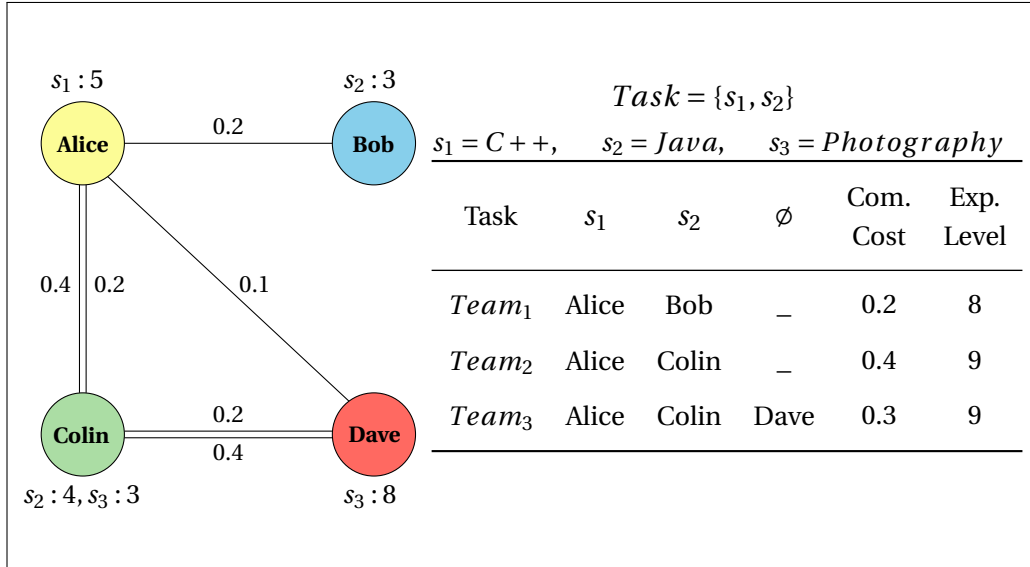 s₁ : 5
s₂ : 3
Alice
0.2
Bob
0.4
0.2
0.1
Colin
0.2
0.4
Dave
s₂ : 4, s₃ : 3
s₃ : 8
Task = {s₁, s₂}
s₁ = C + +, s₂ = Java, s₃ = Photography
Task s₁ s₂ ∅ Com. Cost Exp. Level
Team₁ Alice Bob _ 0.2 8
Team₂ Alice Colin _ 0.4 9
Team₃ Alice Colin Dave 0.3 9